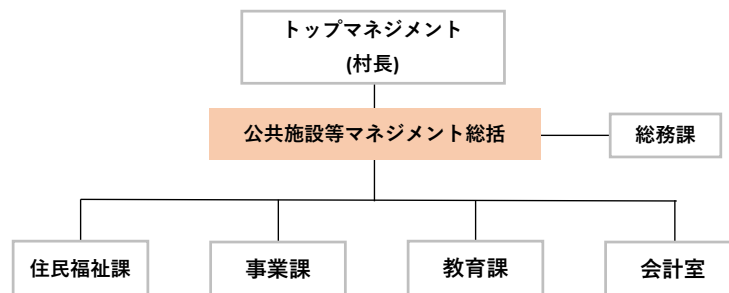 トップマネジメント
(村長)
公共施設等マネジメント総括
総務課
住民福祉課
事業課
教育課
会計室